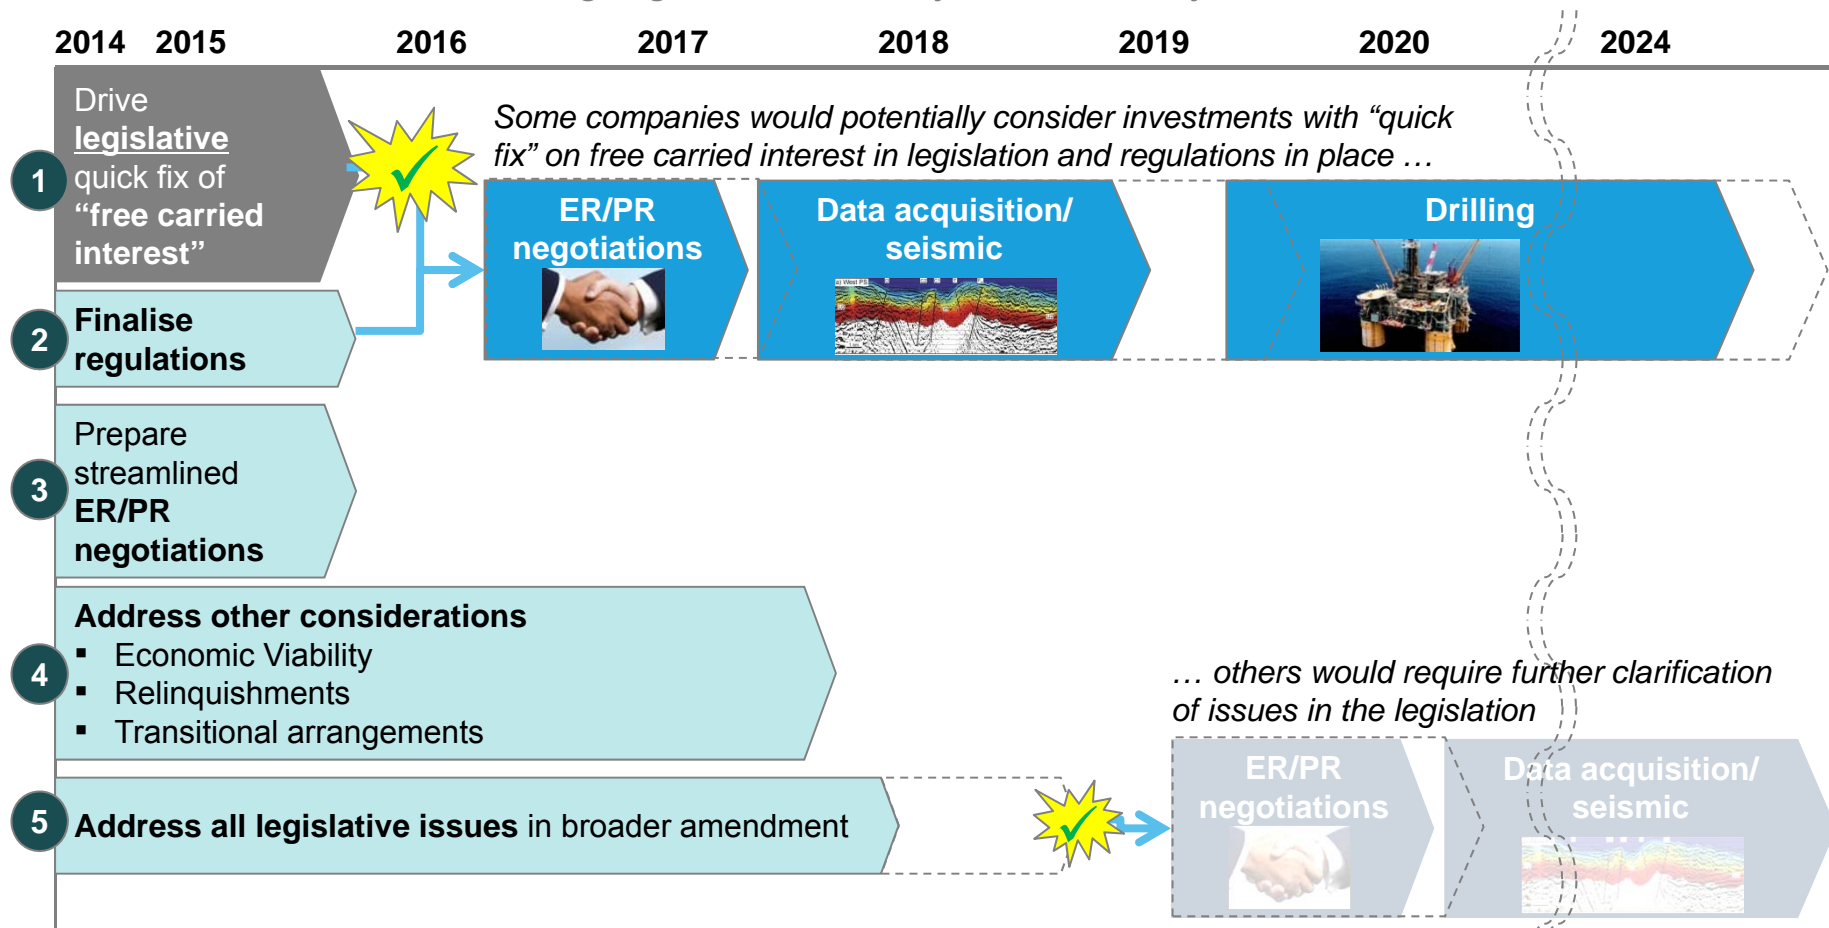 2014 2015 2016 2017 2018 2019 2020 2024
Drive
legislative
quick fix of
“free carried
interest”
1
Some companies would potentially consider investments with “quick
fix” on free carried interest in legislation and regulations in place …
ER/PR
negotiations
Data acquisition/
seismic
Drilling
2
Finalise
regulations
3
Prepare
streamlined
ER/PR
negotiations
4
Address other considerations
▪ Economic Viability
▪ Relinquishments
▪ Transitional arrangements
… others would require further clarification
of issues in the legislation
5
Address all legislative issues in broader amendment
ER/PR
negotiations
Data acquisition/
seismic